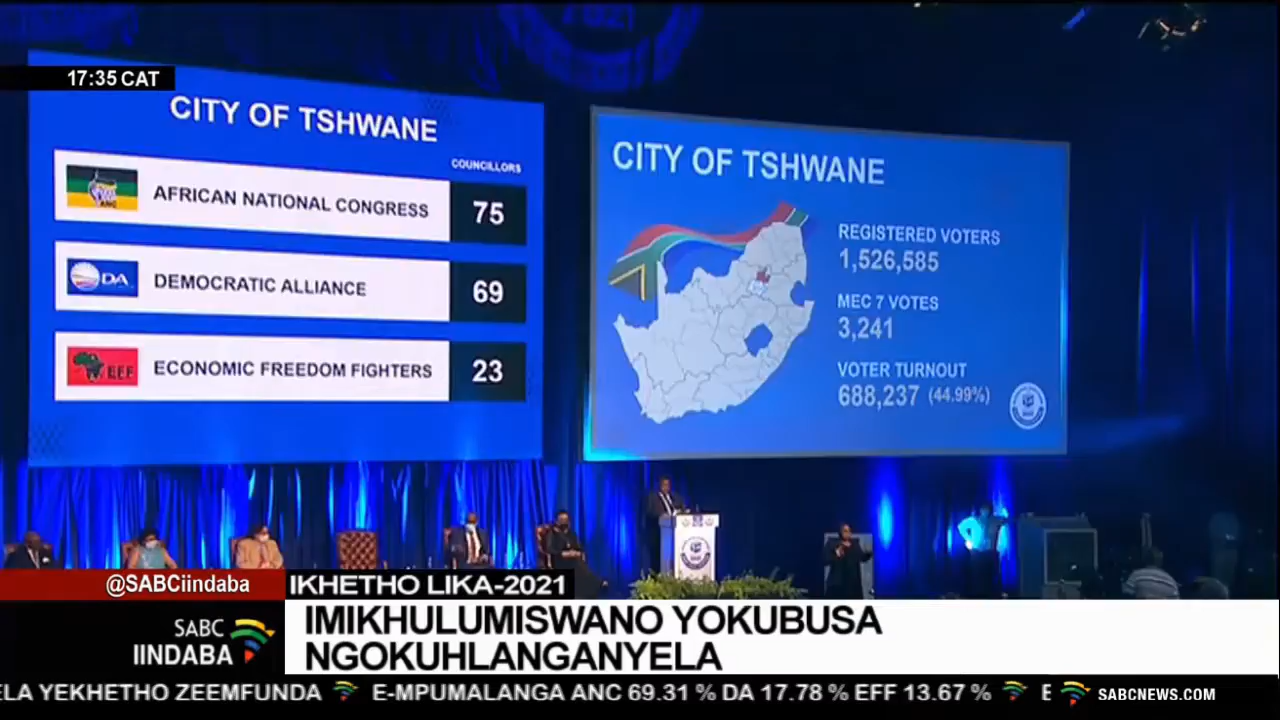 2021
17:35 CAT
CITY OF TSHWANE
COUNCILLORS
AFRICAN NATIONAL CONGRESS 75
DA
DEMOCRATIC ALLIANCE 69
EFF
ECONOMIC FREEDOM FIGHTERS 23
CITY OF TSHWANE
REGISTERED VOTERS
1,526,585
MEC 7 VOTES
3,241
VOTER TURNOUT
688,237 (44.99%)
@SABCiindaba
IKHETHO LIKA-2021
SABC
IINDABA
IMIKHULUMISWANO YOKUBUSA
NGOKUHLANGANYELA
ELA YEKHETHO ZEEMFUNDA E-MPUMALANGA ANC 69.31 % DA 17.78 % EFF 13.67 % E SABCNEWS.COM